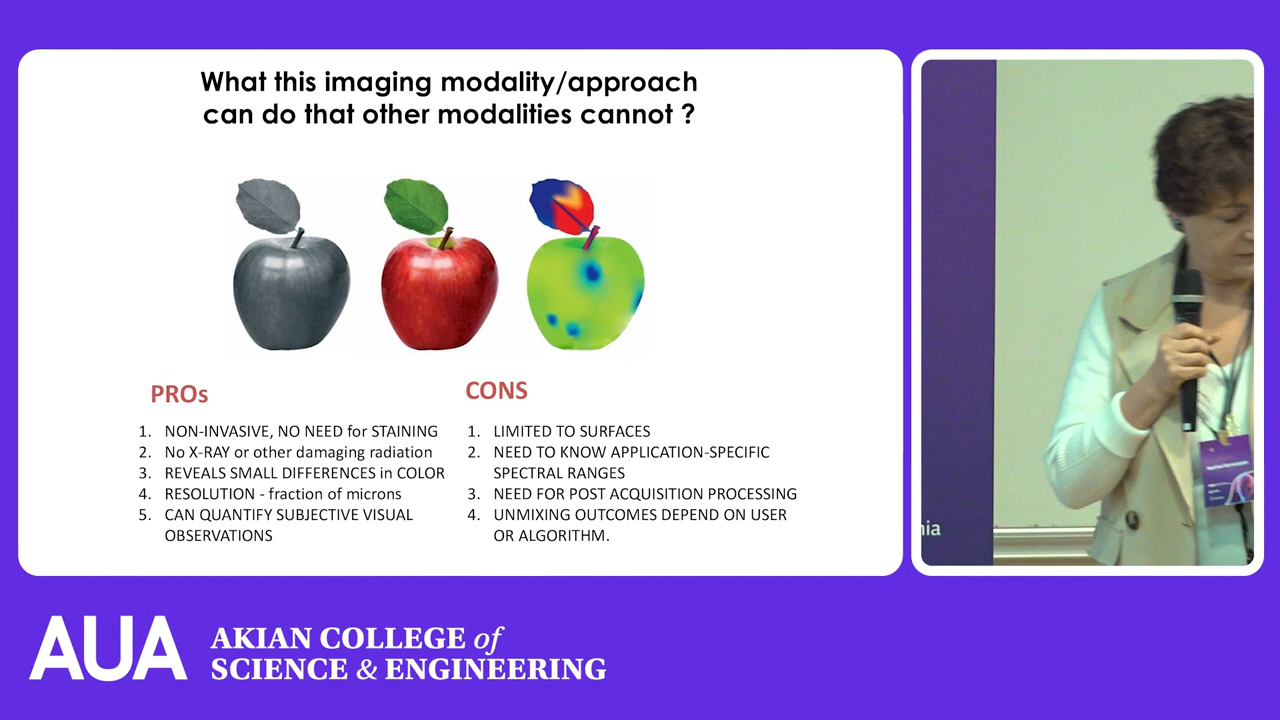 What this imaging modality/approach
can do that other modalities cannot ?
PROs
1. NON-INVASIVE, NO NEED for STAINING
2. No X-RAY or other damaging radiation
3. REVEALS SMALL DIFFERENCES in COLOR
4. RESOLUTION - fraction of microns
5. CAN QUANTIFY SUBJECTIVE VISUAL
OBSERVATIONS
CONS
1. LIMITED TO SURFACES
2. NEED TO KNOW APPLICATION-SPECIFIC
SPECTRAL RANGES
3. NEED FOR POST ACQUISITION PROCESSING
4. UNMIXING OUTCOMES DEPEND ON USER
OR ALGORITHM.
nia
AUA AKIAN COLLEGE of
SCIENCE & ENGINEERING